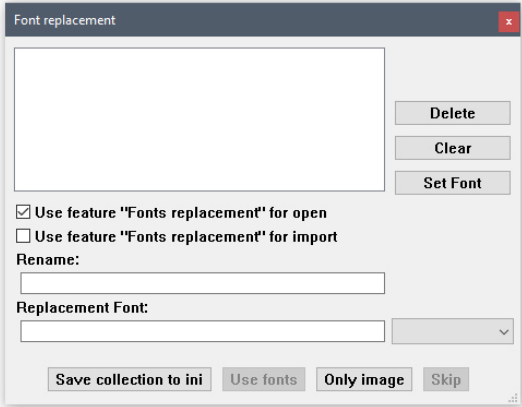 Font replacement
x
Delete
Clear
Set Font
Use feature "Fonts replacement" for open
Use feature "Fonts replacement" for import
Rename:
Replacement Font:
Save collection to ini Use fonts Only image Skip